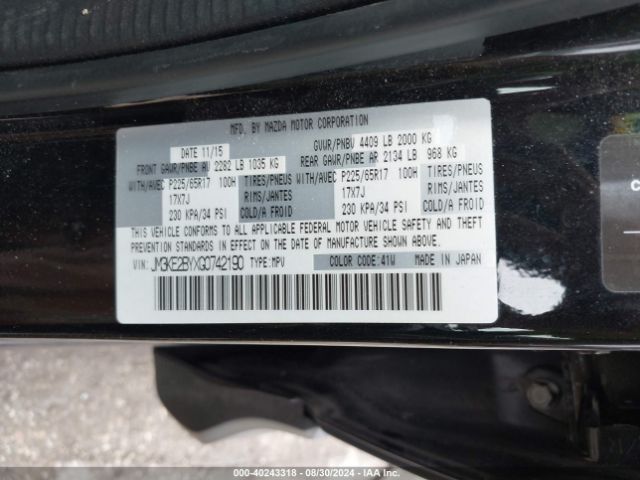 MFD. BY MAZDA MOTOR CORPORATION
DATE 11/15 GVWR/PNBV 4409 LB 2000 KG
FRONT GAWR/PNBE AV 2282 LB 1035 KG REAR GAWR/PNBE AR 2134 LB 968 KG
WITH/AVEC P225/65R17 100H TIRES/PNEUS WITH/AVEC P225/65R17 100H TIRES/PNEUS
17X7J RIMS/JANTES 17X7J RIMS/JANTES
230 KPA/34 PSI COLD/A FROID 230 KPA/34 PSI COLD/A FROID
THIS VEHICLE CONFORMS TO ALL APPLICABLE FEDERAL MOTOR VEHICLE SAFETY AND THEFT
PREVENTION STANDARDS IN EFFECT ON THE DATE OF MANUFACTURE SHOWN ABOVE.
VIN: JM3KE2BYXG0742190 TYPE:MPV COLOR CODE:41W MADE IN JAPAN
000-40243318 - 08/30/2024 - IAA Inc.